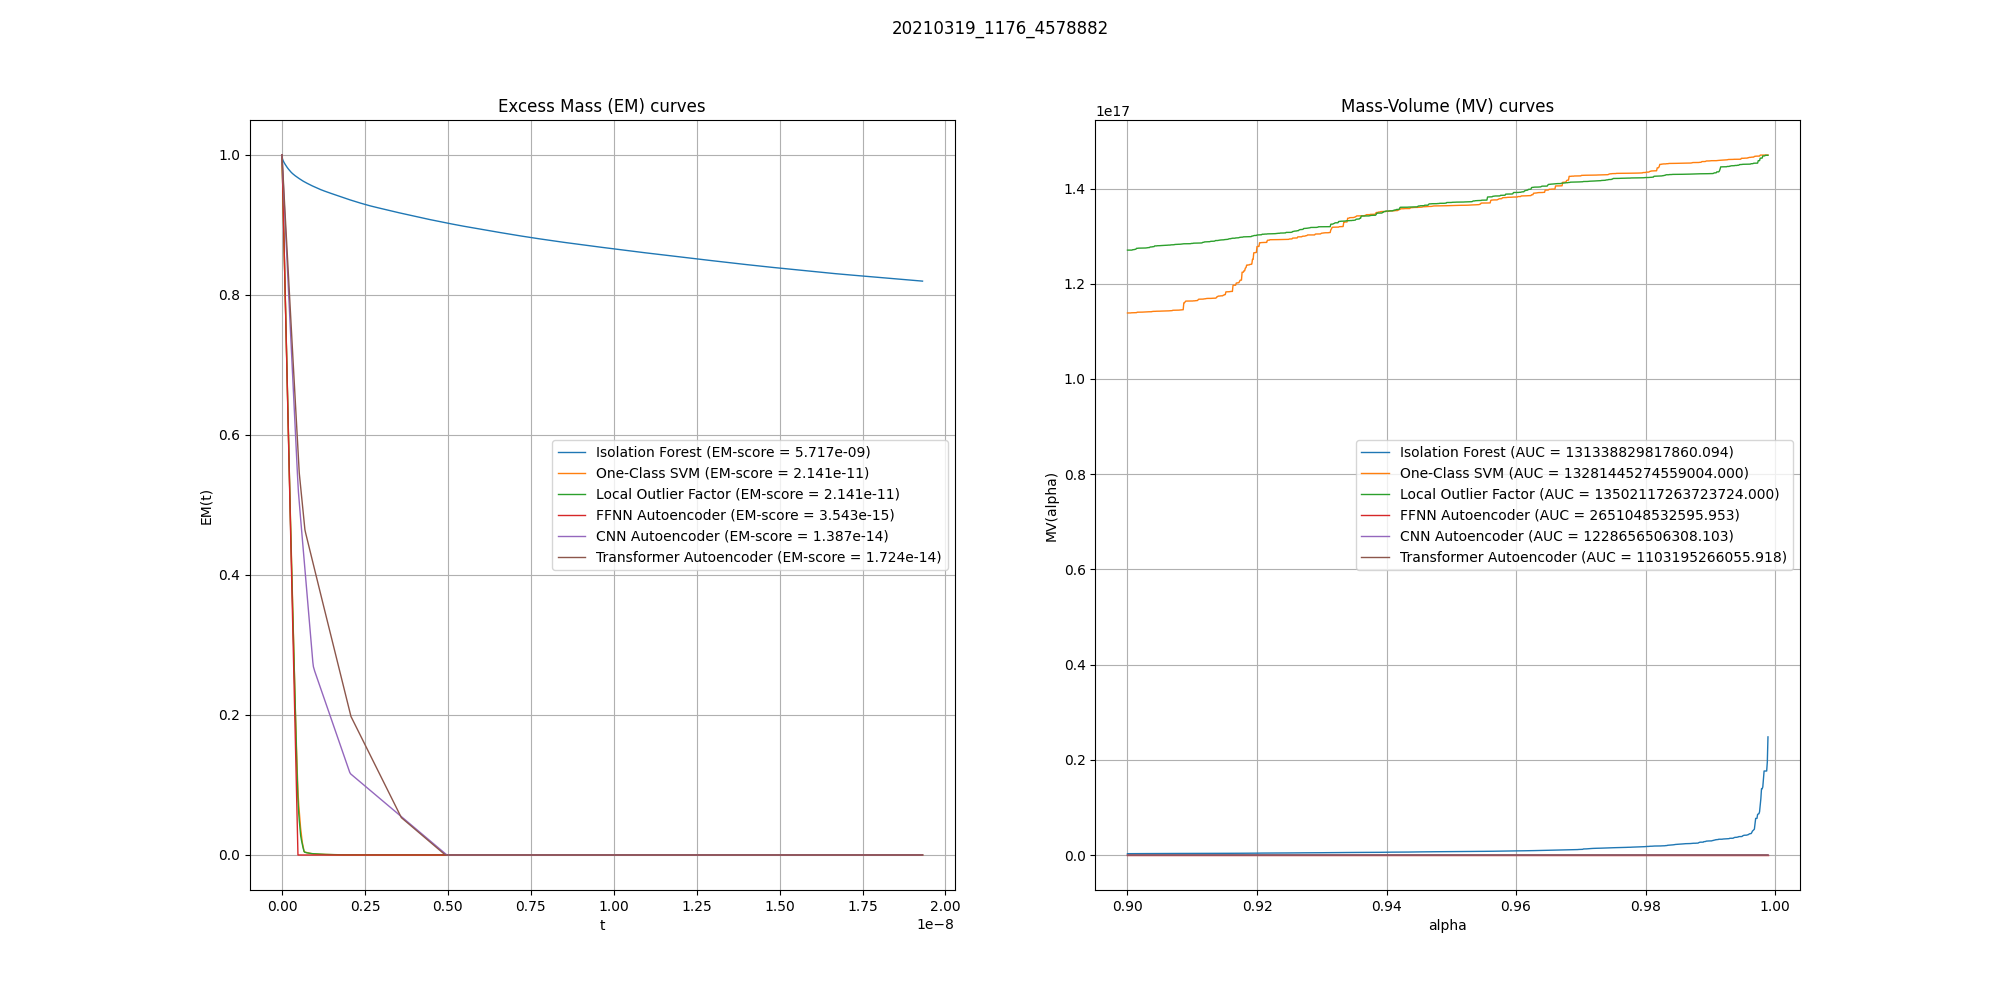 20210319_1176_4578882
Excess Mass (EM) curves
1.0
0.8
0.6
0.4
0.2
0.0
EM(t)
Isolation Forest (EM-score = 5.717e-09)
One-Class SVM (EM-score = 2.141e-11)
Local Outlier Factor (EM-score = 2.141e-11)
FFNN Autoencoder (EM-score = 3.543e-15)
CNN Autoencoder (EM-score = 1.387e-14)
Transformer Autoencoder (EM-score = 1.724e-14)
0.00 0.25 0.50 0.75 1.00 1.25 1.50 1.75 2.00
1e−8
t
Mass-Volume (MV) curves
1e17
1.4
1.2
1.0
0.8
0.6
0.4
0.2
0.0
MV(alpha)
Isolation Forest (AUC = 131338829817860.094)
One-Class SVM (AUC = 13281445274559004.000)
Local Outlier Factor (AUC = 13502117263723724.000)
FFNN Autoencoder (AUC = 2651048532595.953)
CNN Autoencoder (AUC = 1228656506308.103)
Transformer Autoencoder (AUC = 1103195266055.918)
0.90 0.92 0.94 0.96 0.98 1.00
alpha